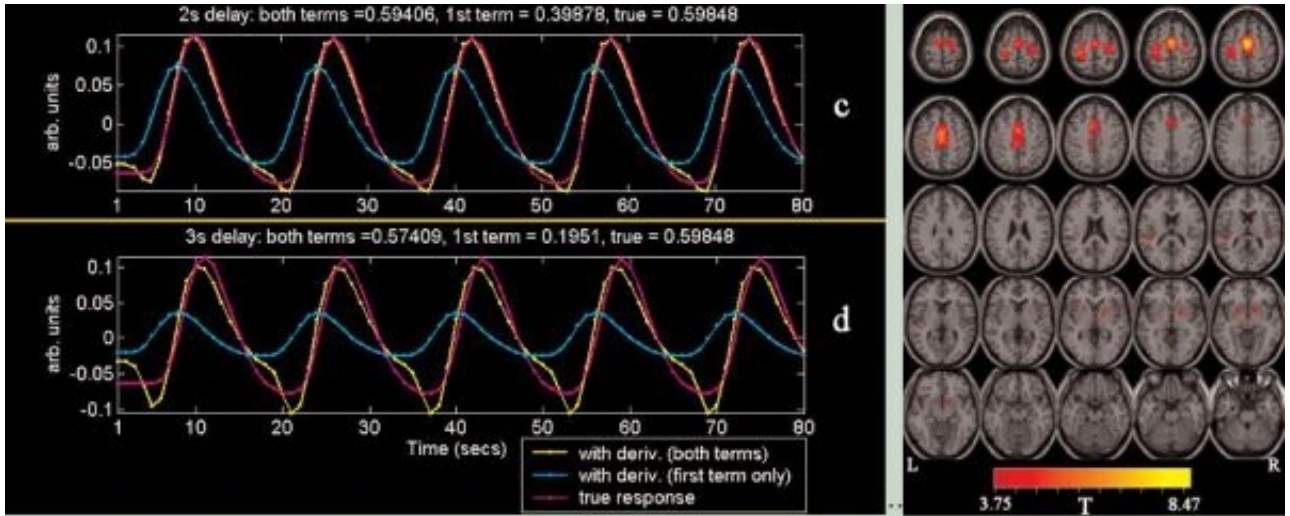 2s delay: both terms =0.59406, 1st term = 0.39878, true = 0.59848
0.1
0.05
0
-0.05
arb. units
c
1 10 20 30 40 50 60 70 80
3s delay: both terms =0.57409, 1st term = 0.1951, true = 0.59848
0.1
0.05
0
-0.05
-0.1
arb. units
d
1 10 20 30 40 50 60 70 80
Time (secs)
with deriv. (both terms)
with deriv. (first term only)
true response
L R
3.75 T 8.47